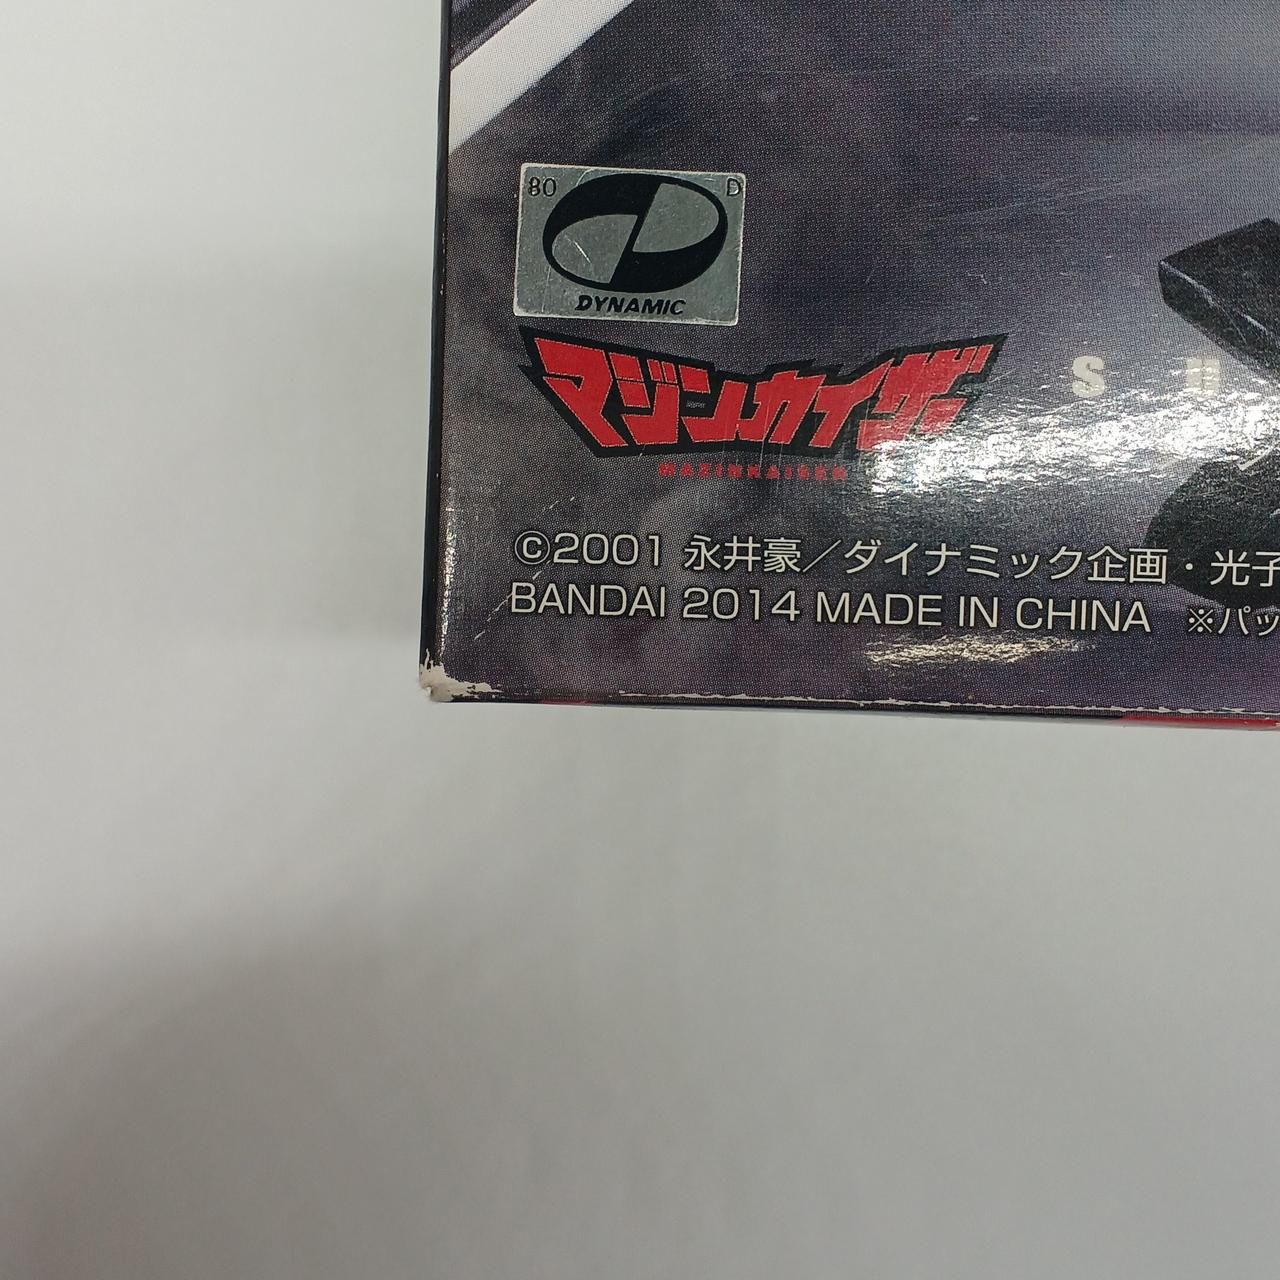 80 D
DYNAMIC
マジンカイザー
MAZINKAISER
©2001 永井豪／ダイナミック企画・光子
BANDAI 2014 MADE IN CHINA ※パッ